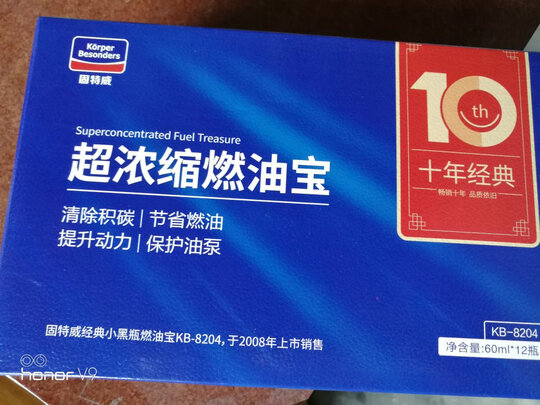 Körper
Besonders
固特威
10th
十年经典
畅销十年 品质依旧
Superconcentrated Fuel Treasure
超浓缩燃油宝
清除积碳|节省燃油
提升动力|保护油泵
固特威经典小黑瓶燃油宝KB-8204，于2008年上市销售
KB-8204
净含量:60ml*12瓶
honor V9